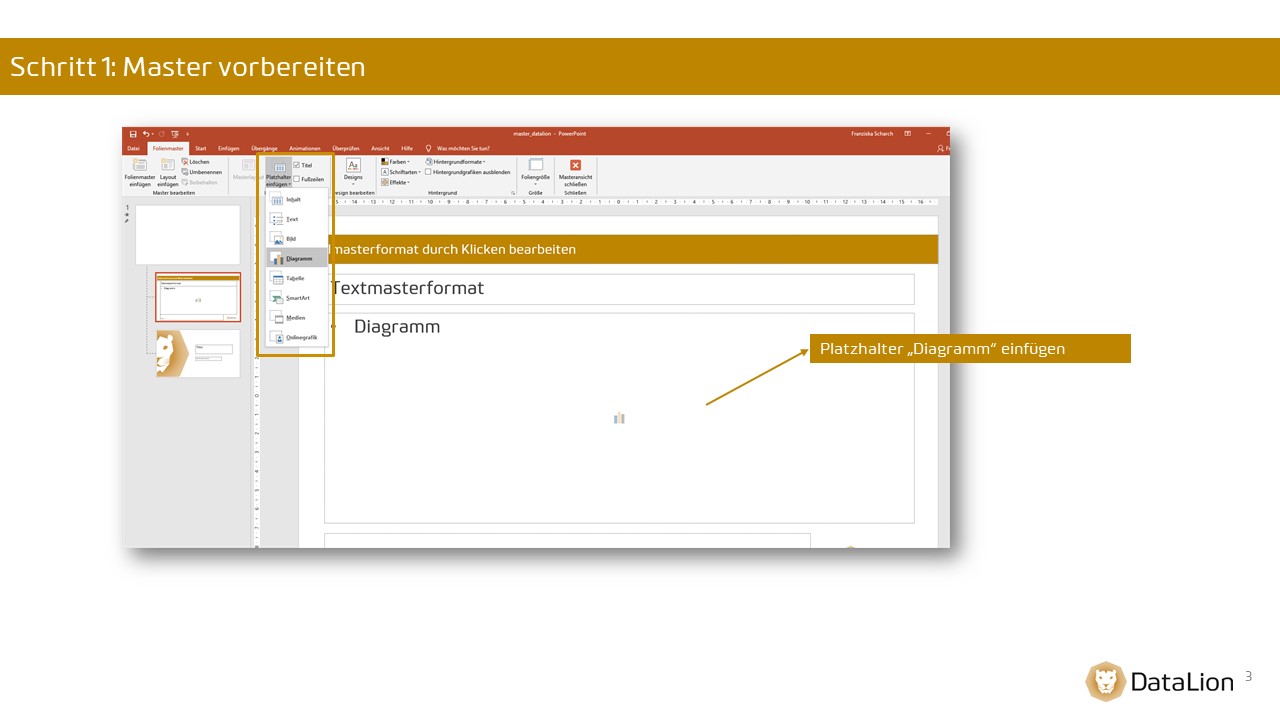 Schritt 1: Master vorbereiten
master_datalion - PowerPoint
Franziska Scharch
Datei Folienmaster Start Einfügen Übergänge Animationen Überprüfen Ansicht Hilfe Was möchten Sie tun?
Folienmaster einfügen
Layout einfügen
Löschen
Umbenennen
Beibehalten
Master bearbeiten
Platzhalter einfügen
Titel
Fußzeilen
Designs
Farben
Schriftarten
Effekte
Hintergrundformate
Hintergrundgrafiken ausblenden
Hintergrund
Foliengröße
Größe
Masteransicht schließen
Schließen
Inhalt
Text
Bild
Diagramm
Tabelle
SmartArt
Medien
Onlinegrafik
1
masterformat durch Klicken bearbeiten
Textmasterformat
• Diagramm
Platzhalter „Diagramm“ einfügen
DataLion
3